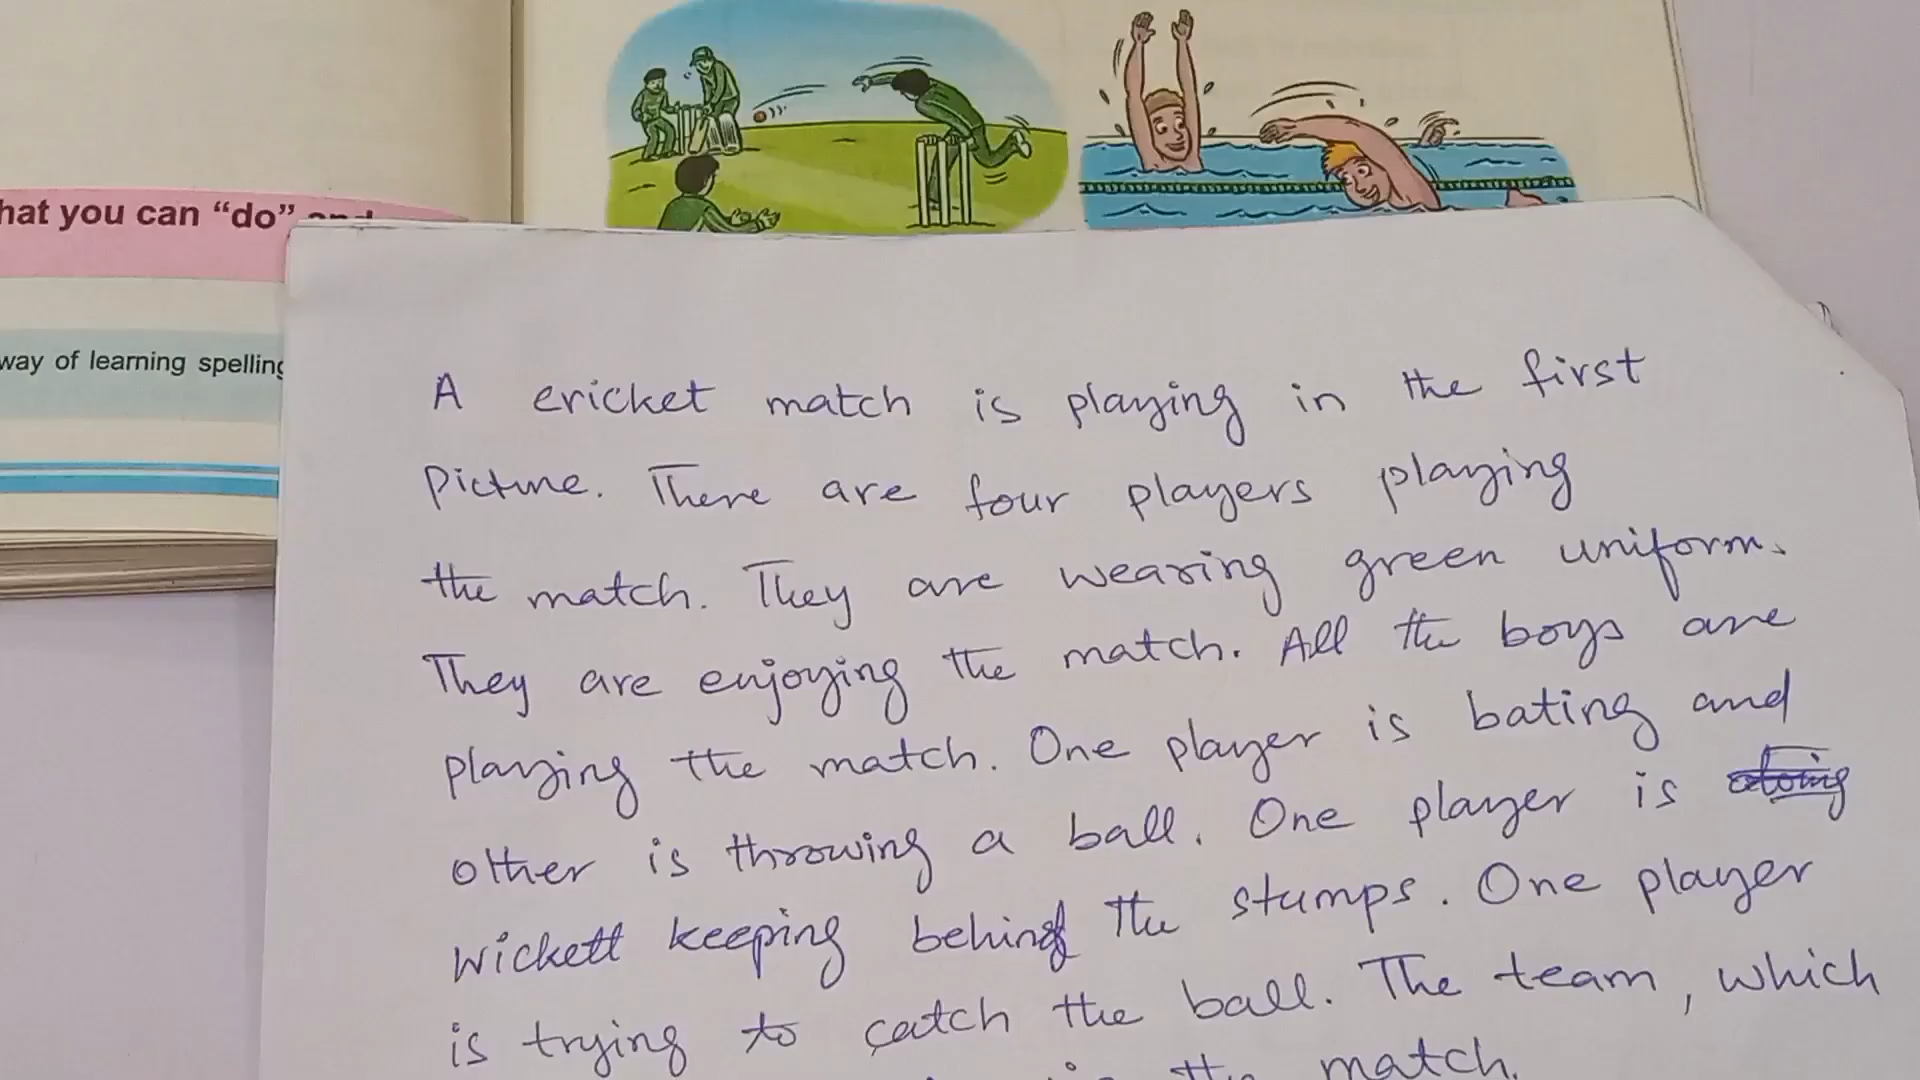 hat you can "do" and
way of learning spelling
A cricket match is playing in the first
Picture. There are four players playing
the match. They are wearing green uniform.
They are enjoying the match. All the boys are
playing the match. One player is bating and
other is throwing a ball. One player is
wickett keeping behind the stumps. One player
is trying to catch the ball. The team, which
the match.